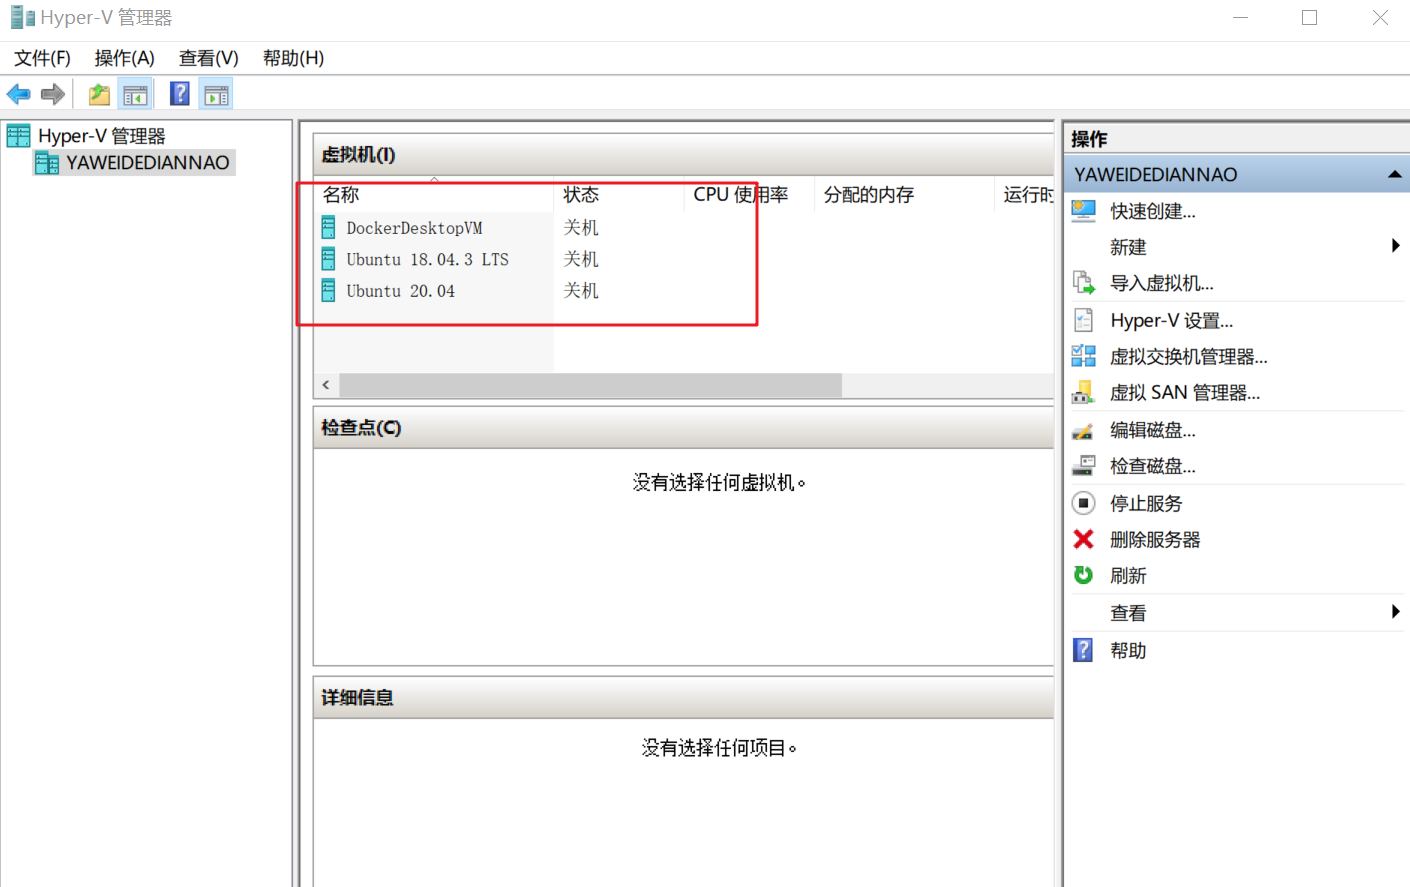 Hyper-V 管理器
文件(F) 操作(A) 查看(V) 帮助(H)
Hyper-V 管理器
YAWEIDEDIANNAO
虚拟机(I)
名称 状态 CPU 使用率 分配的内存 运行时
DockerDesktopVM 关机
Ubuntu 18.04.3 LTS 关机
Ubuntu 20.04 关机
检查点(C)
没有选择任何虚拟机。
详细信息
没有选择任何项目。
操作
YAWEIDEDIANNAO
快速创建...
新建
导入虚拟机...
Hyper-V 设置...
虚拟交换机管理器...
虚拟 SAN 管理器...
编辑磁盘...
检查磁盘...
停止服务
删除服务器
刷新
查看
帮助